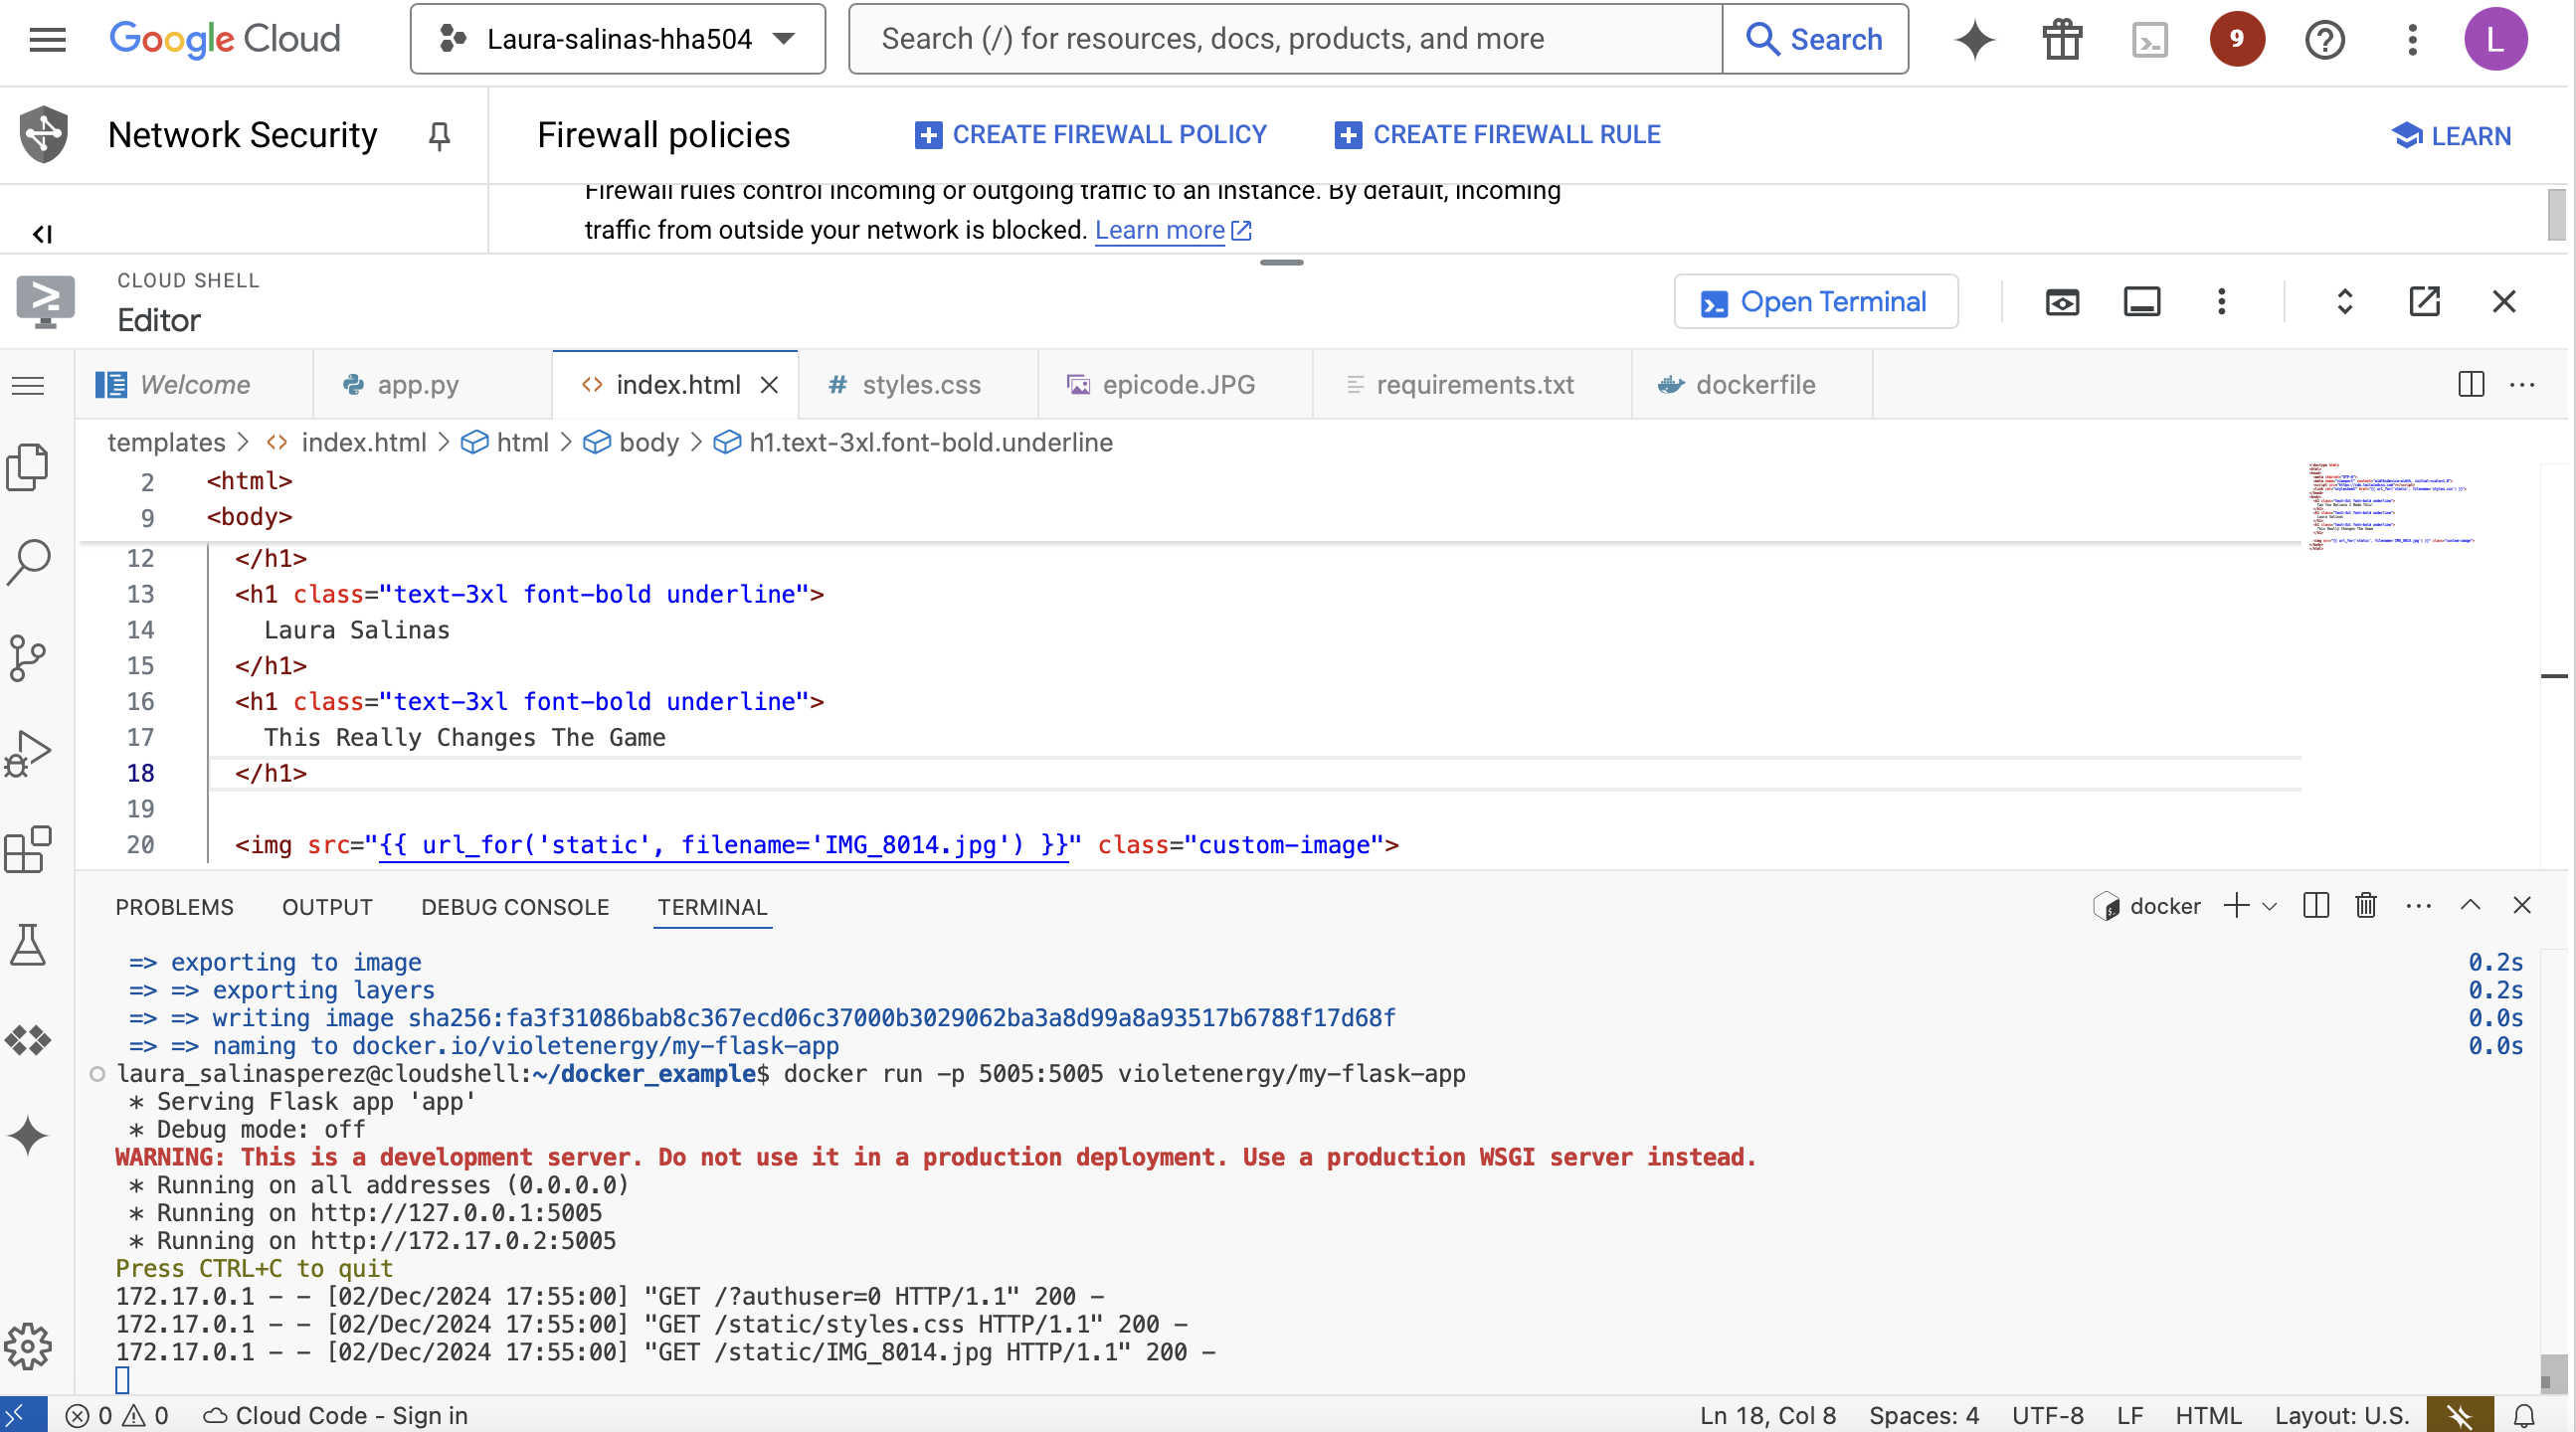 Google Cloud
Laura-salinas-hha504
Search (/) for resources, docs, products, and more
Search
9
L
Network Security
Firewall policies
CREATE FIREWALL POLICY
CREATE FIREWALL RULE
LEARN
Firewall rules control incoming or outgoing traffic to an instance. By default, incoming
traffic from outside your network is blocked. Learn more
CLOUD SHELL
Editor
Open Terminal
Welcome
app.py
index.html
# styles.css
epicode.JPG
requirements.txt
dockerfile
templates > <> index.html > html > body > h1.text-3xl.font-bold.underline
2 <html>
9 <body>
12 </h1>
13 <h1 class="text-3xl font-bold underline">
14 Laura Salinas
15 </h1>
16 <h1 class="text-3xl font-bold underline">
17 This Really Changes The Game
18 </h1>
19
20 <img src="{{ url_for('static', filename='IMG_8014.jpg') }}" class="custom-image">
PROBLEMS OUTPUT DEBUG CONSOLE TERMINAL
docker
=> exporting to image 0.2s
=> => exporting layers 0.2s
=> => writing image sha256:fa3f31086bab8c367ecd06c37000b3029062ba3a8d99a8a93517b6788f17d68f 0.0s
=> => naming to docker.io/violetenergy/my-flask-app 0.0s
laura_salinasperez@cloudshell:~/docker_example$ docker run -p 5005:5005 violetenergy/my-flask-app
* Serving Flask app 'app'
* Debug mode: off
WARNING: This is a development server. Do not use it in a production deployment. Use a production WSGI server instead.
* Running on all addresses (0.0.0.0)
* Running on http://127.0.0.1:5005
* Running on http://172.17.0.2:5005
Press CTRL+C to quit
172.17.0.1 - - [02/Dec/2024 17:55:00] "GET /?authuser=0 HTTP/1.1" 200 -
172.17.0.1 - - [02/Dec/2024 17:55:00] "GET /static/styles.css HTTP/1.1" 200 -
172.17.0.1 - - [02/Dec/2024 17:55:00] "GET /static/IMG_8014.jpg HTTP/1.1" 200 -
0 0 Cloud Code - Sign in
Ln 18, Col 8 Spaces: 4 UTF-8 LF HTML Layout: U.S.